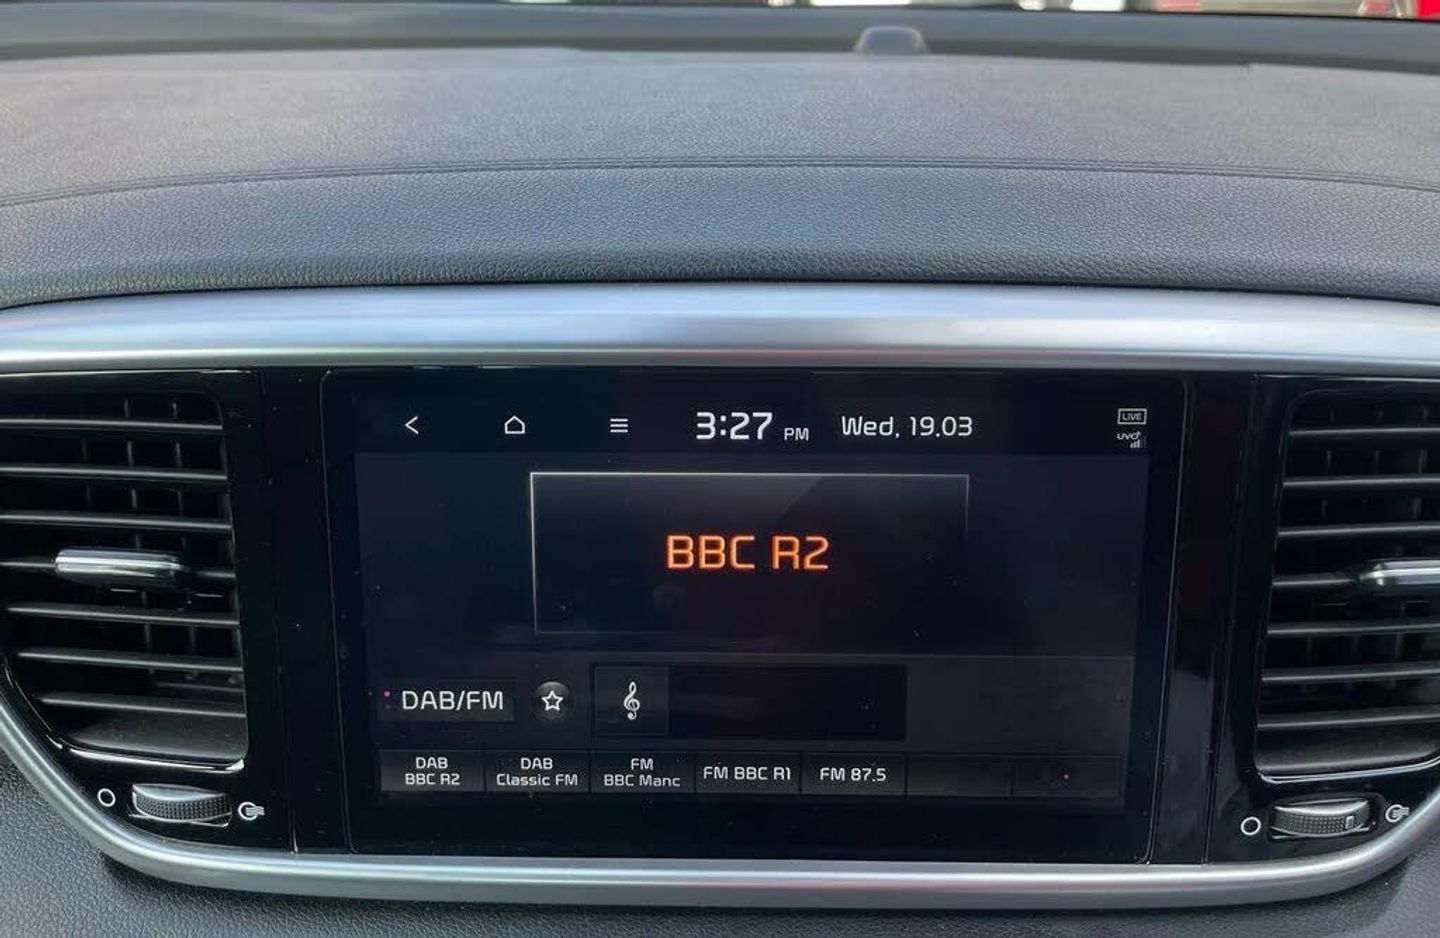 3:27 PM Wed, 19.03
LIVE
UVO
BBC R2
DAB/FM
DAB
BBC R2
DAB
Classic FM
FM
BBC Manc
FM BBC R1
FM 87.5